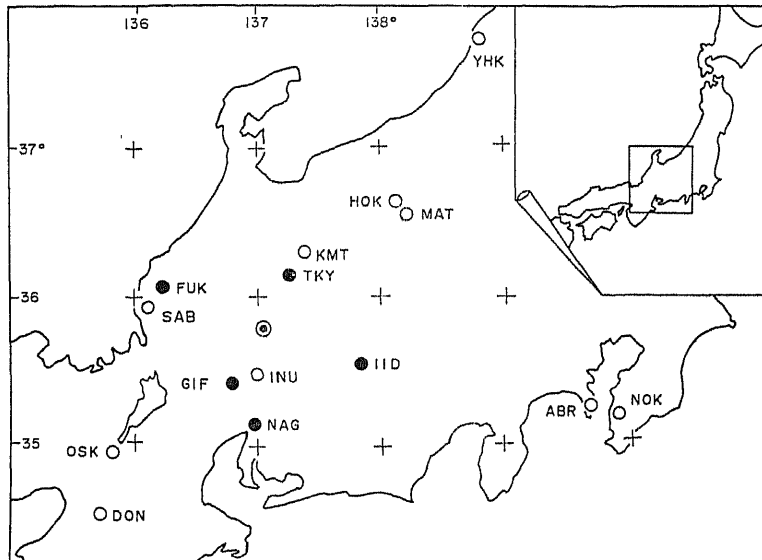 136 137 138°
YHK
37°
HOK MAT
KMT
TKY
FUK
36
SAB
IID
GIF INU
ABR NOK
NAG
35
OSK
DON